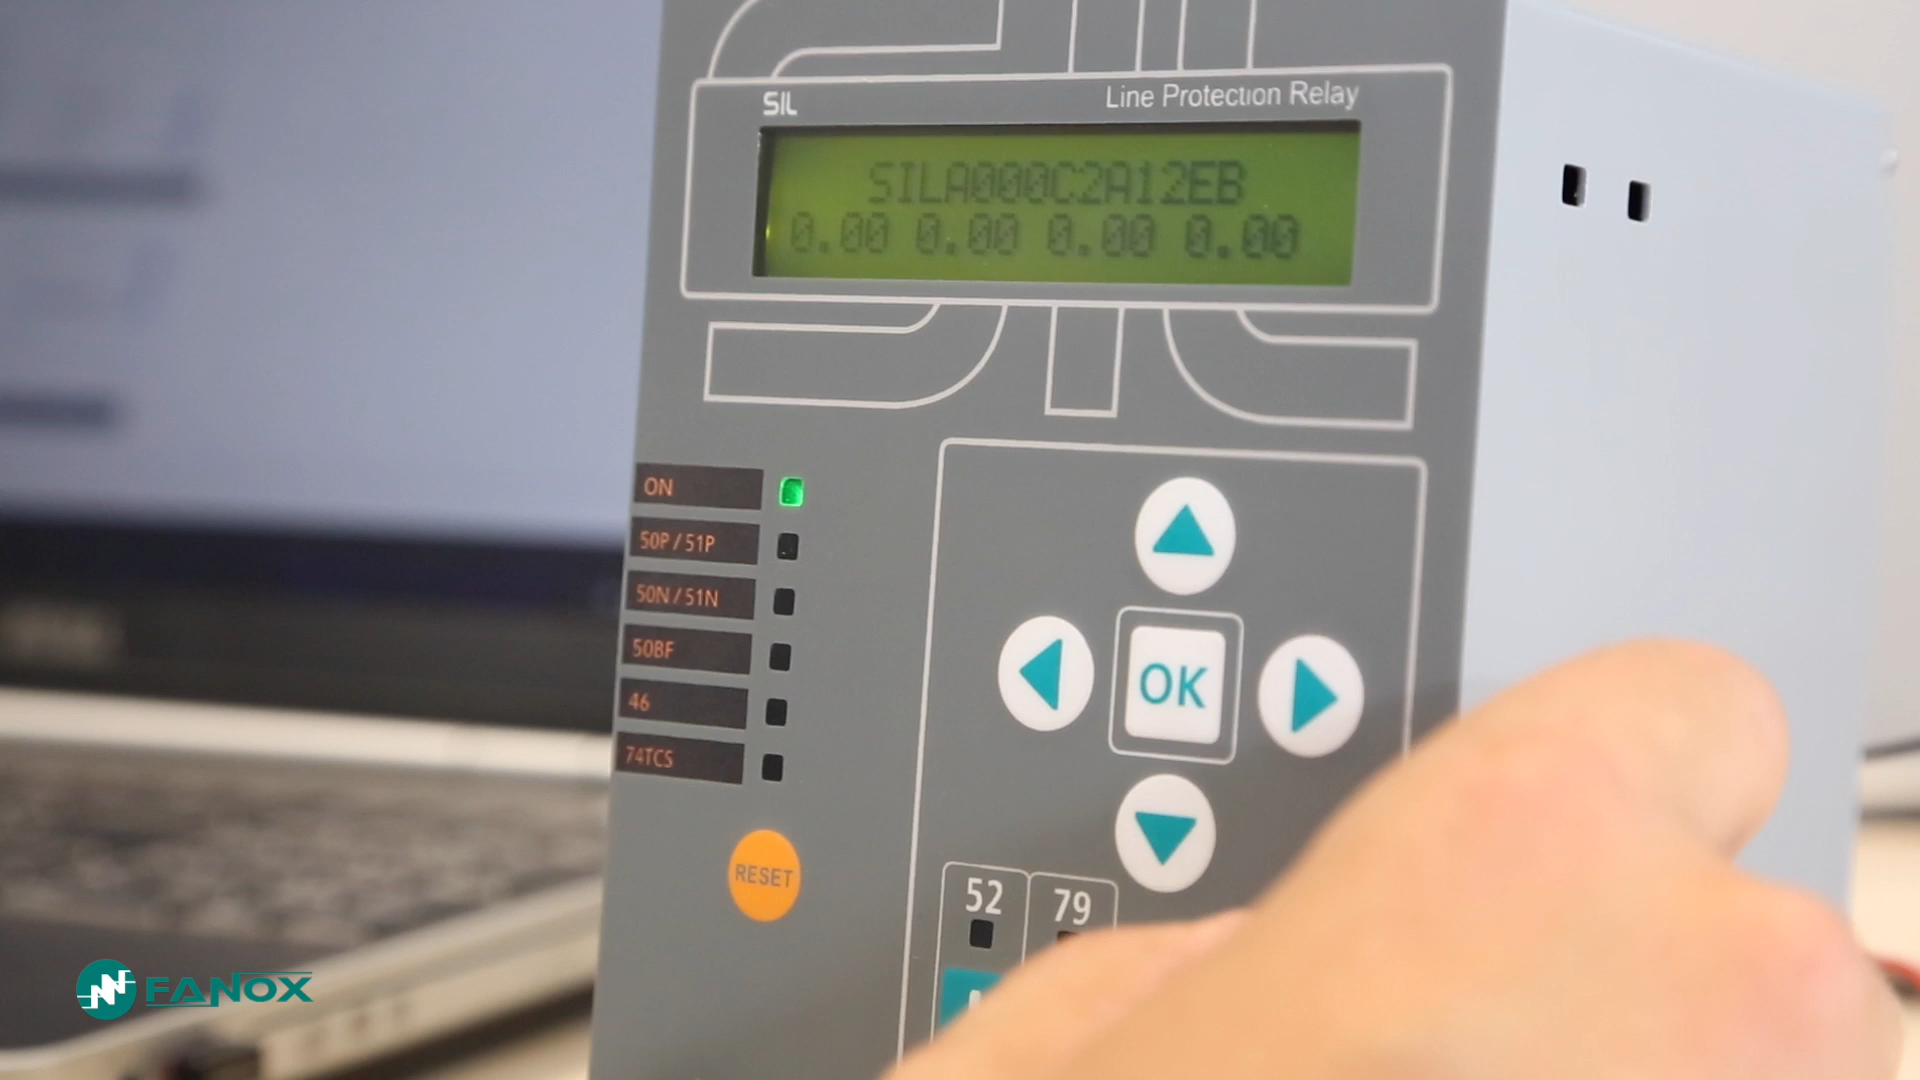 SIL
Line Protection Relay
SILA000C2A12EB
0.00 0.00 0.00 0.00
ON
50P / 51P
50N / 51N
50BF
46
74TCS
OK
RESET
52
79
FANOX